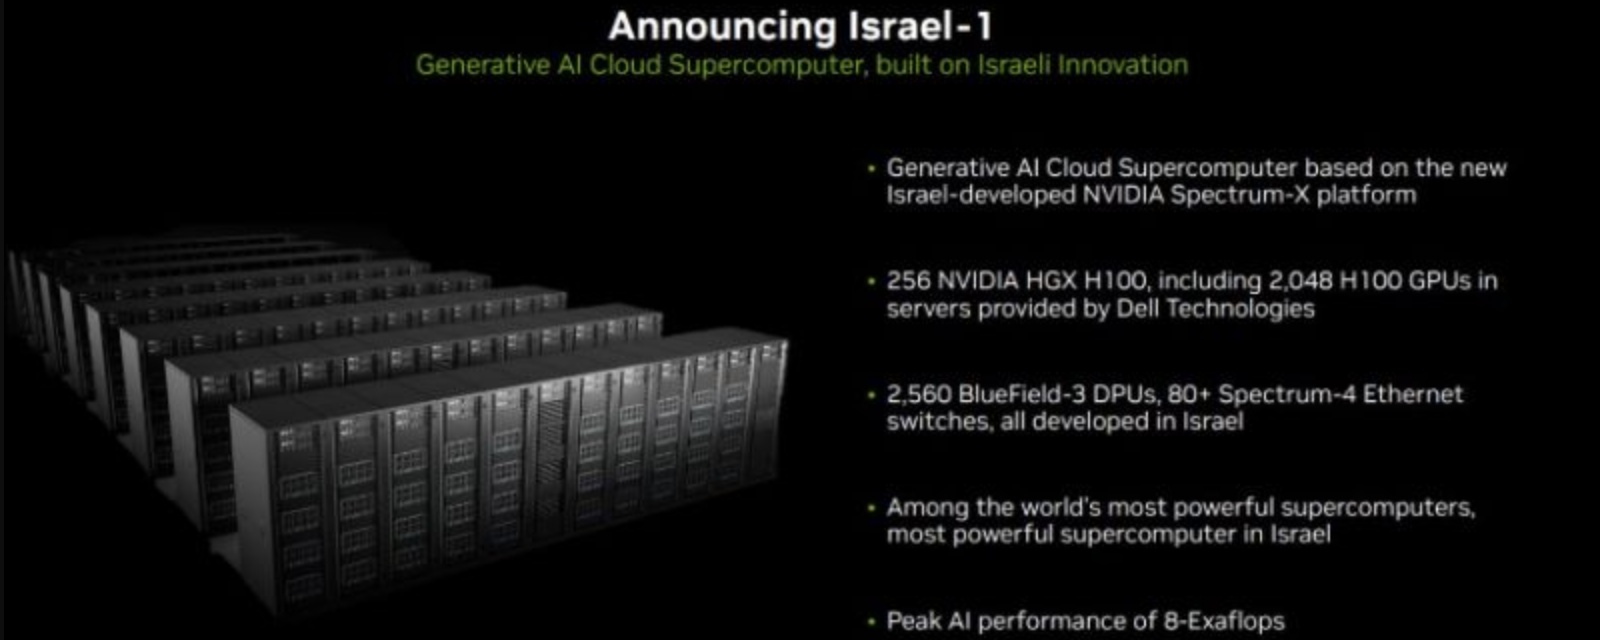 Announcing Israel-1
Generative AI Cloud Supercomputer, built on Israeli Innovation
• Generative AI Cloud Supercomputer based on the new
Israel-developed NVIDIA Spectrum-X platform
• 256 NVIDIA HGX H100, including 2,048 H100 GPUs in
servers provided by Dell Technologies
• 2,560 BlueField-3 DPUs, 80+ Spectrum-4 Ethernet
switches, all developed in Israel
• Among the world's most powerful supercomputers,
most powerful supercomputer in Israel
• Peak AI performance of 8-Exaflops